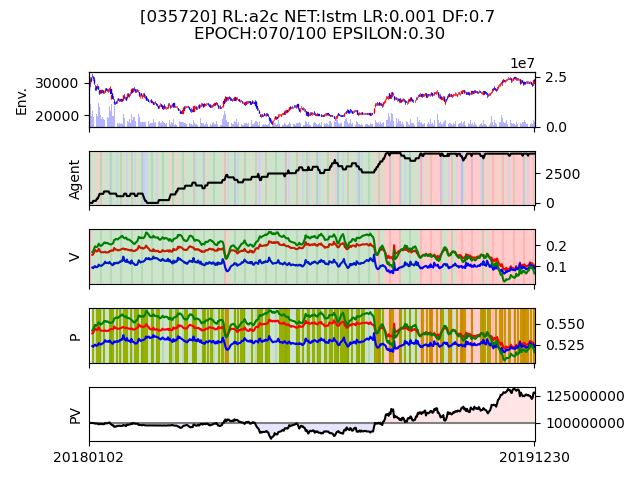 [035720] RL:a2c NET:lstm LR:0.001 DF:0.7
EPOCH:070/100 EPSILON:0.30
1e7
Env.
30000
20000
2.5
0.0
Agent
2500
0
V
0.2
0.1
P
0.550
0.525
PV
125000000
100000000
20180102
20191230